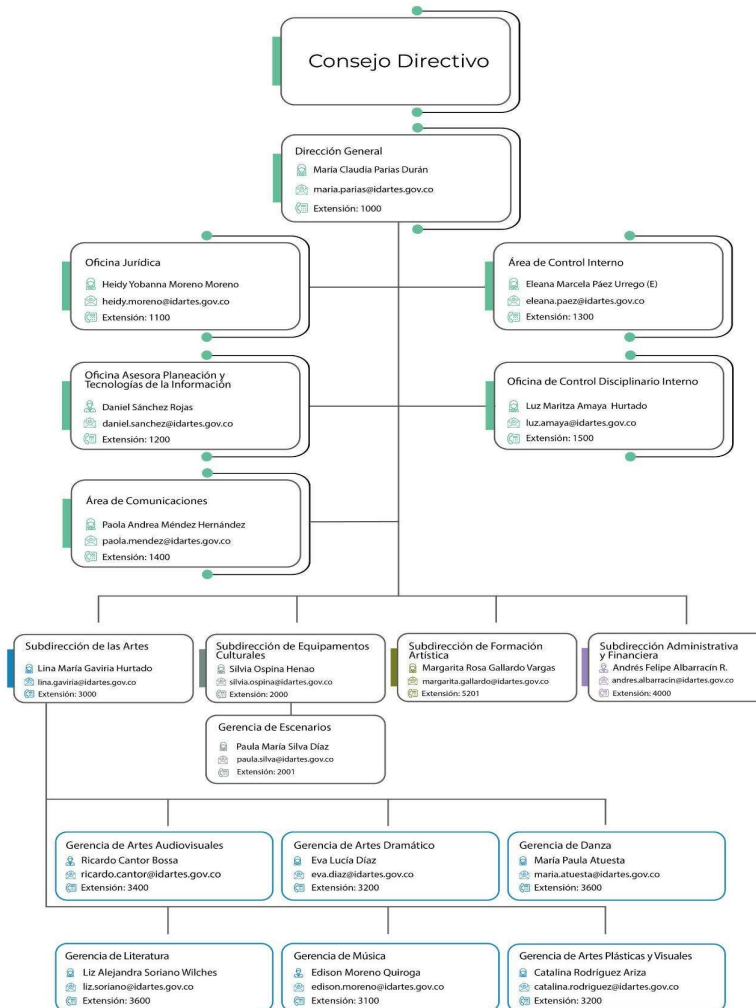 Consejo Directivo
Dirección General
María Claudia Parias Durán
maria.parias@idartes.gov.co
Extensión: 1000
Oficina Jurídica
Heidy Yobanna Moreno Moreno
heidy.moreno@idartes.gov.co
Extensión: 1100
Área de Control Interno
Eleana Marcela Páez Urrego (E)
eleana.paez@idartes.gov.co
Extensión: 1300
Oficina Asesora Planeación y
Tecnologías de la Información
Daniel Sánchez Rojas
daniel.sanchez@idartes.gov.co
Extensión: 1200
Oficina de Control Disciplinario Interno
Luz Maritza Amaya Hurtado
luz.amaya@idartes.gov.co
Extensión: 1500
Área de Comunicaciones
Paola Andrea Méndez Hernández
paola.mendez@idartes.gov.co
Extensión: 1400
Subdirección de las Artes
Lina María Gaviria Hurtado
lina.gaviria@idartes.gov.co
Extensión: 3000
Subdirección de Equipamentos
Culturales
Silvia Ospina Henao
silvia.ospina@idartes.gov.co
Extensión: 2000
Subdirección de Formación
Artística
Margarita Rosa Gallardo Vargas
margarita.gallardo@idartes.gov.co
Extensión: 5201
Subdirección Administrativa
y Financiera
Andrés Felipe Albarracín R.
andres.albarracin@idartes.gov.co
Extensión: 4000
Gerencia de Escenarios
Paula María Silva Díaz
paula.silva@idartes.gov.co
Extensión: 2001
Gerencia de Artes Audiovisuales
Ricardo Cantor Bossa
ricardo.cantor@idartes.gov.co
Extensión: 3400
Gerencia de Artes Dramático
Eva Lucía Díaz
eva.diaz@idartes.gov.co
Extensión: 3200
Gerencia de Danza
María Paula Atuesta
maria.atuesta@idartes.gov.co
Extensión: 3600
Gerencia de Literatura
Liz Alejandra Soriano Wilches
liz.soriano@idartes.gov.co
Extensión: 3600
Gerencia de Música
Edison Moreno Quiroga
edison.moreno@idartes.gov.co
Extensión: 3100
Gerencia de Artes Plásticas y Visuales
Catalina Rodríguez Ariza
catalina.rodriguez@idartes.gov.co
Extensión: 3200